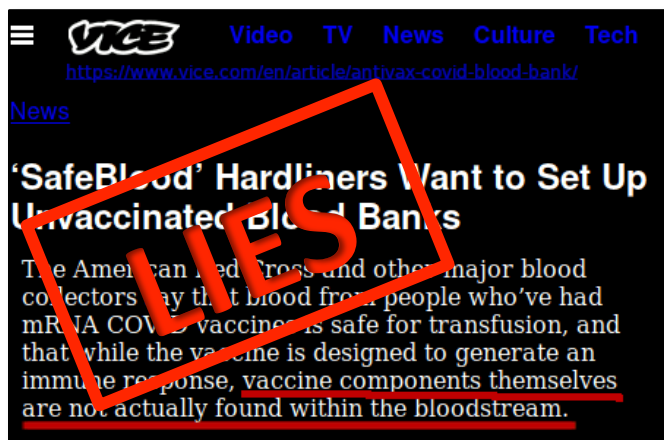 VICE Video TV News Culture Tech
https://www.vice.com/en/article/antivax-covid-blood-bank/
News
‘SafeBlood’ Hardliners Want to Set Up
Unvaccinated Blood Banks
LIES
The American Red Cross and other major blood
collectors say that blood from people who’ve had
mRNA COVID vaccines is safe for transfusion, and
that while the vaccine is designed to generate an
immune response, vaccine components themselves
are not actually found within the bloodstream.